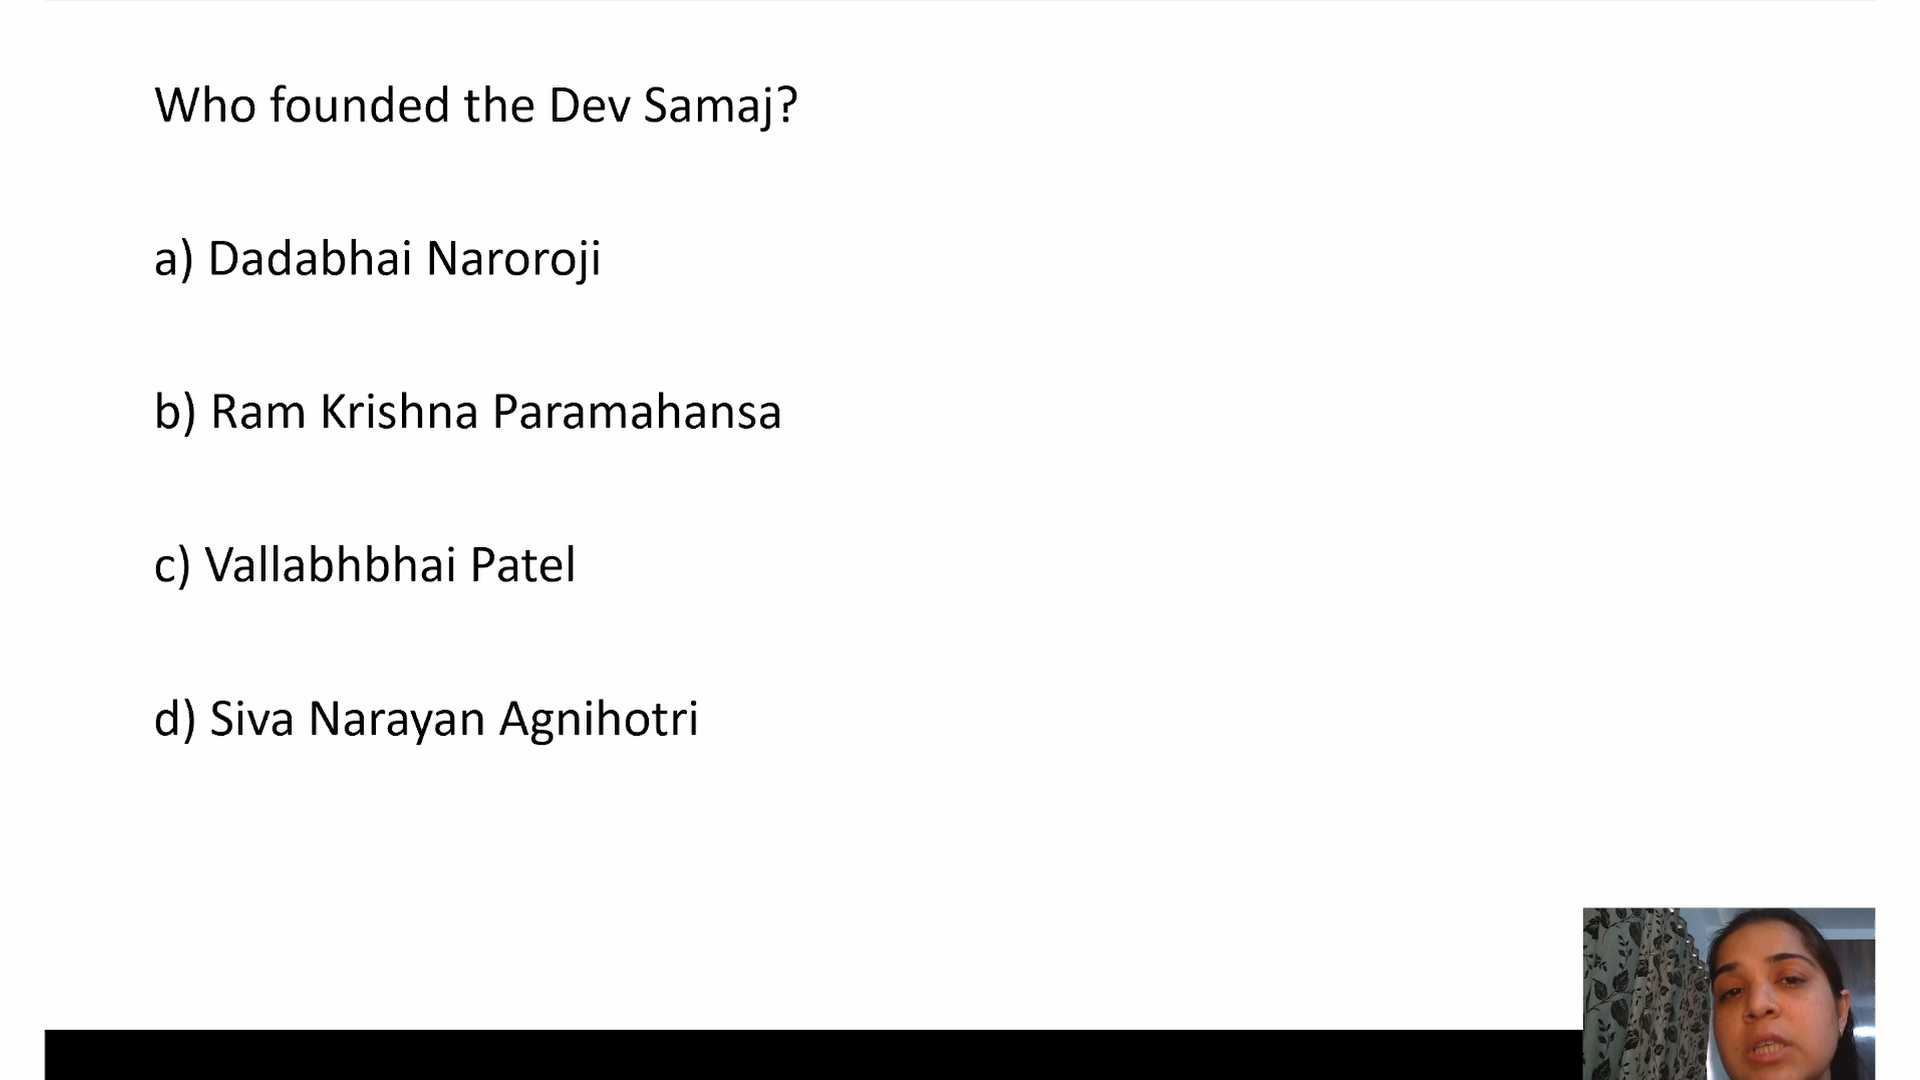 Who founded the Dev Samaj?
a) Dadabhai Naroroji
b) Ram Krishna Paramahansa
c) Vallabhbhai Patel
d) Siva Narayan Agnihotri